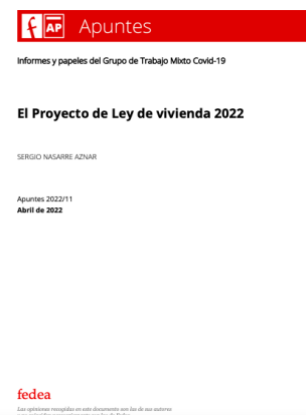 f AP Apuntes
Informes y papeles del Grupo de Trabajo Mixto Covid-19
El Proyecto de Ley de vivienda 2022
SERGIO NASARRE AZNAR
Apuntes 2022/11
Abril de 2022
fedea
Las opiniones recogidas en este documento son las de sus autores